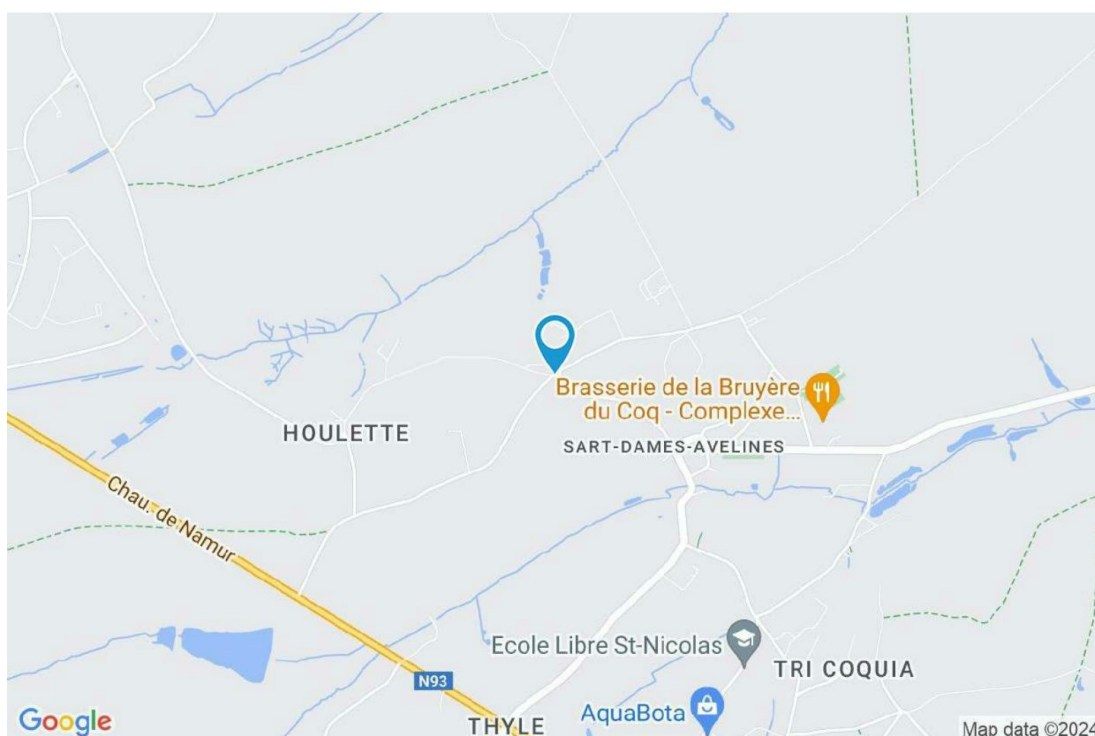 Brasserie de la Bruyère
du Coq - Complexe...
HOULETTE
SART-DAMES-AVELINES
Chau. de Namur
Ecole Libre St-Nicolas
TRI COQUIA
N93
AquaBota
THYLE
Google
Map data ©2024